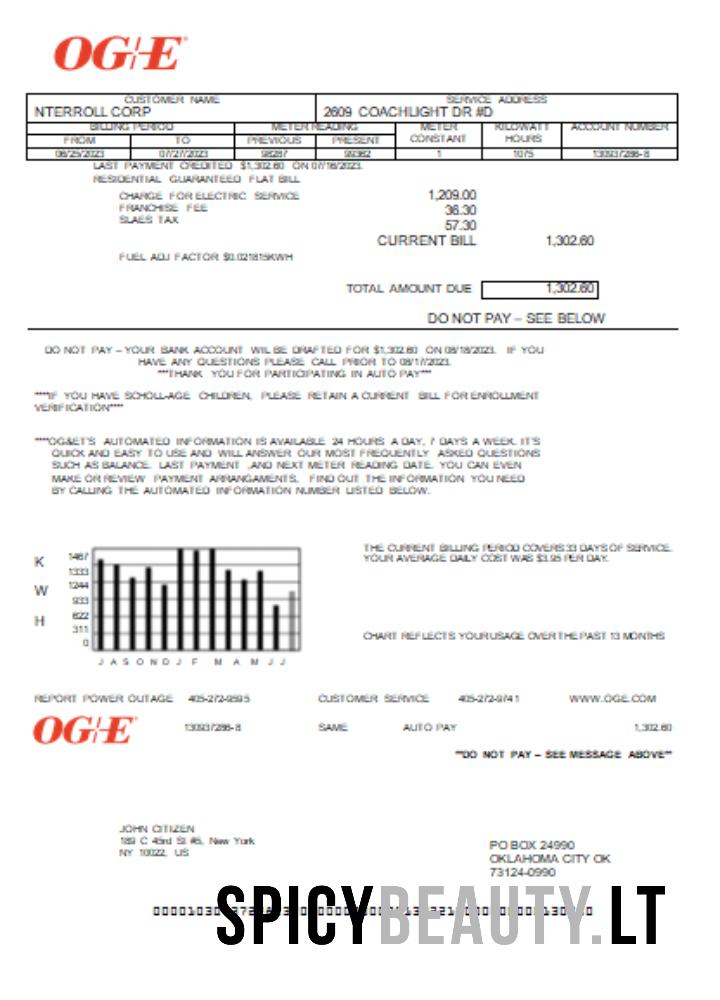 OG+E
CUSTOMER NAME SERVICE ADDRESS
NTERROLL CORP 2609 COACHLIGHT DR #D
BILLING PERIOD METER READING METER KILOWATT ACCOUNT NUMBER
FROM TO PREVIOUS PRESENT CONSTANT HOURS
06/25/2023 07/27/2023 98287 99362 1 1075 130937286-8
LAST PAYMENT CREDITED $1,302.60 ON 07/16/2023.
RESIDENTIAL GUARANTEED FLAT BILL
CHARGE FOR ELECTRIC SERVICE 1,209.00
FRANCHISE FEE 36.30
SLAES TAX 57.30
CURRENT BILL 1,302.60
FUEL ADJ FACTOR $0.021815KWH
TOTAL AMOUNT DUE 1,302.60
DO NOT PAY – SEE BELOW
DO NOT PAY – YOUR BANK ACCOUNT WIL BE DRAFTED FOR $1,302.60 ON 08/18/2023. IF YOU
HAVE ANY QUESTIONS PLEASE CALL PRIOR TO 08/17/2023.
***THANK YOU FOR PARTICIPATING IN AUTO PAY***
****IF YOU HAVE SCHOLL-AGE CHILDREN, PLEASE RETAIN A CURRENT BILL FOR ENROLLMENT
VERIFICATION****
****OG&ET'S AUTOMATED INFORMATION IS AVAILABLE 24 HOURS A DAY, 7 DAYS A WEEK. IT'S
QUICK AND EASY TO USE AND WILL ANSWER OUR MOST FREQUENTLY ASKED QUESTIONS
SUCH AS BALANCE. LAST PAYMENT ,AND NEXT METER READING DATE. YOU CAN EVEN
MAKE OR REVIEW PAYMENT ARRANGAMENTS, FIND OUT THE INFORMATION YOU NEED
BY CALLING THE AUTOMATED INFORMATION NUMBER LISTED BELOW.
THE CURRENT BILLING PERIOD COVERS 33 DAYS OF SERVICE.
YOUR AVERAGE DAILY COST WAS $3.95 PER DAY.
K
W
H
1467
1333
1244
933
622
311
0
CHART REFLECTS YOUR USAGE OVER THE PAST 13 MONTHS
J A S O N D J F M A M J J
REPORT POWER OUTAGE 405-272-9595 CUSTOMER SERVICE 405-272-9741 WWW.OGE.COM
OG+E 130937286-8 SAME AUTO PAY 1,302.60
**DO NOT PAY – SEE MESSAGE ABOVE**
JOHN CITIZEN
189 C 43rd St #5, New York
NY 10022, US
PO BOX 24990
OKLAHOMA CITY OK
73124-0990
SPICYBEAUTY.LT